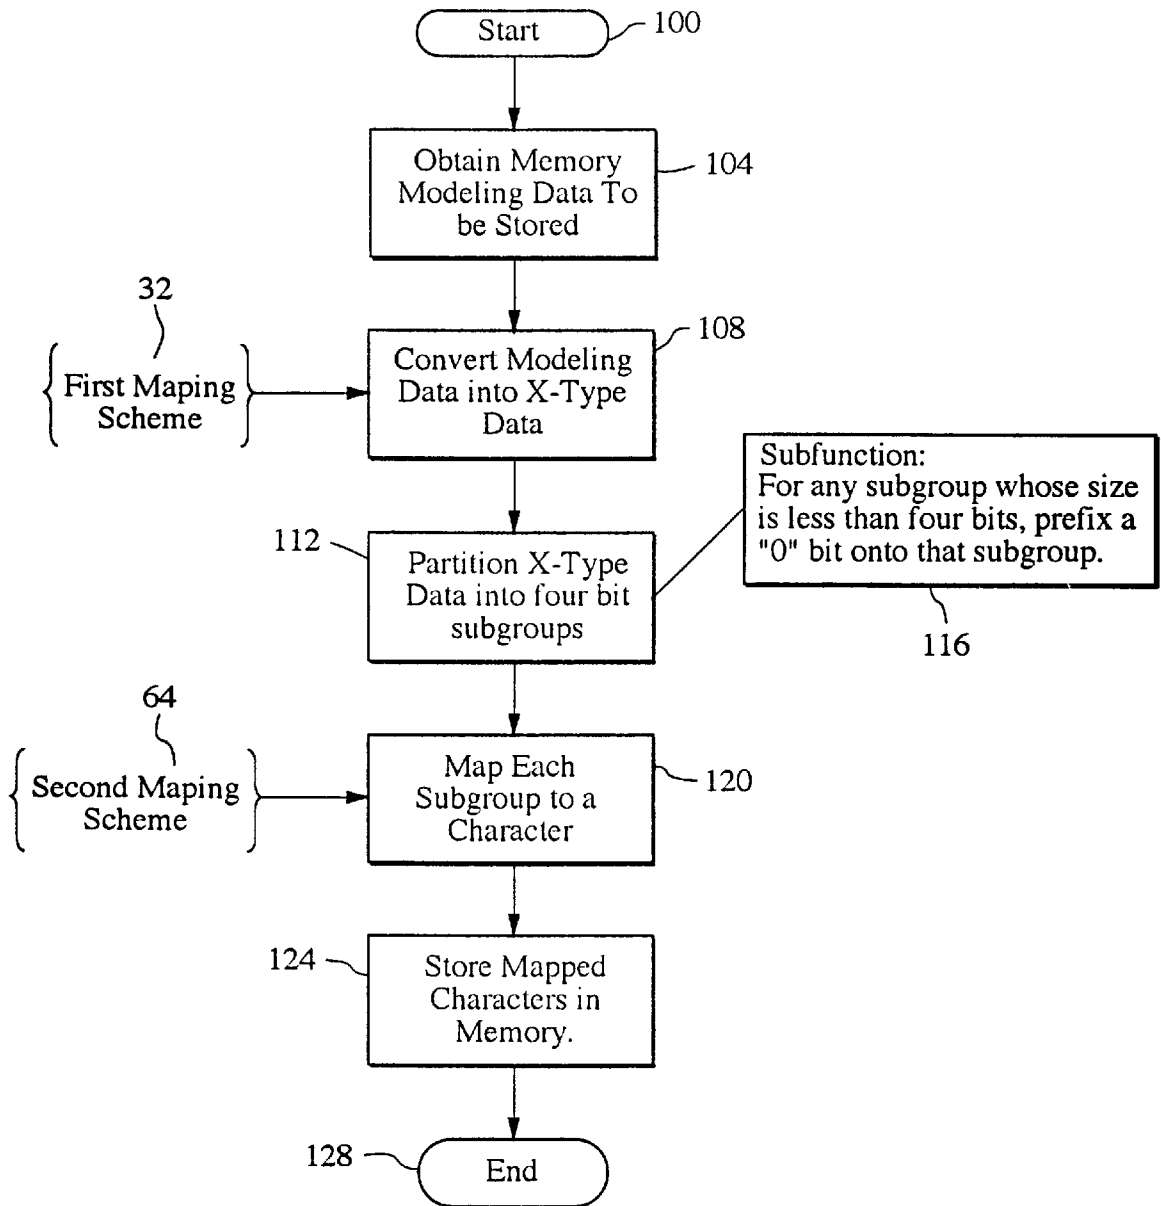 Start
100
Obtain Memory
Modeling Data To
be Stored
104
32
First Maping
Scheme
Convert Modeling
Data into X-Type
Data
108
Subfunction:
For any subgroup whose size
is less than four bits, prefix a
"0" bit onto that subgroup.
116
112
Partition X-Type
Data into four bit
subgroups
64
Second Maping
Scheme
Map Each
Subgroup to a
Character
120
124
Store Mapped
Characters in
Memory.
128
End